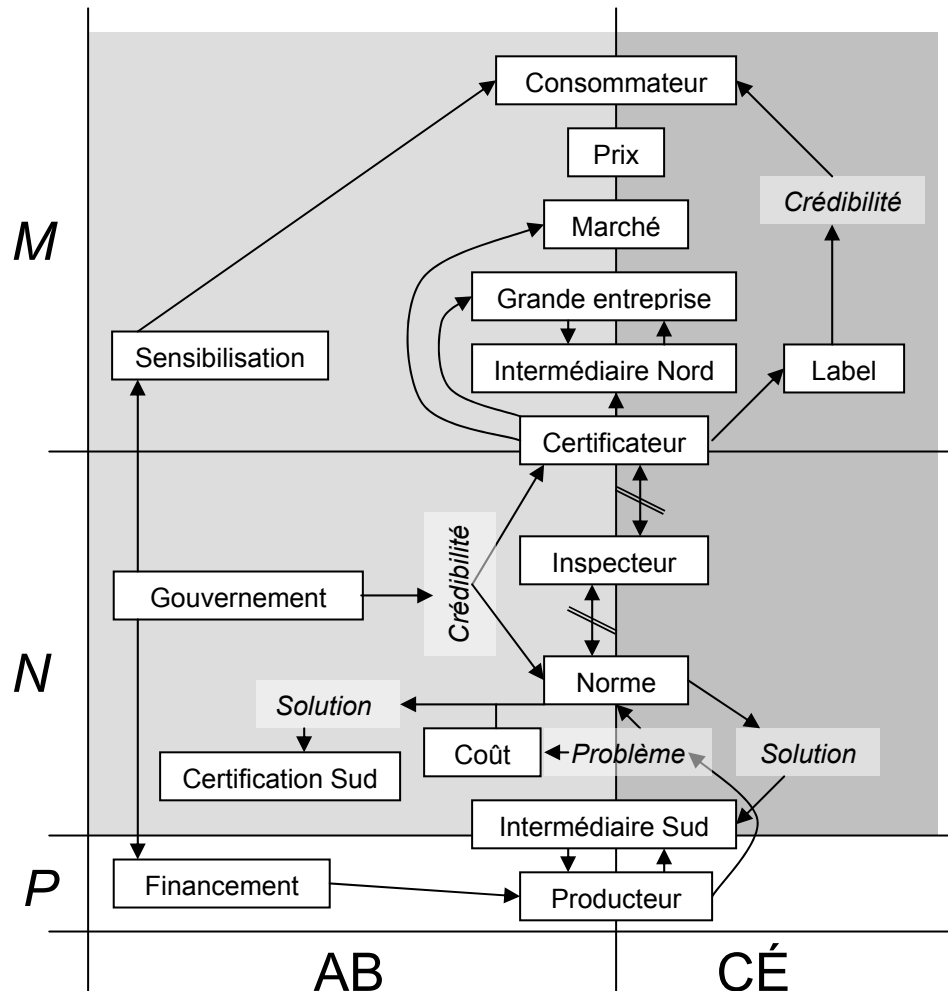 Consommateur
Prix
Crédibilité
M
Marché
Grande entreprise
Sensibilisation
Intermédiaire Nord
Label
Certificateur
Crédibilité
Inspecteur
Gouvernement
N
Norme
Solution
Coût
Problème
Solution
Certification Sud
Intermédiaire Sud
P
Financement
Producteur
AB
CÉ